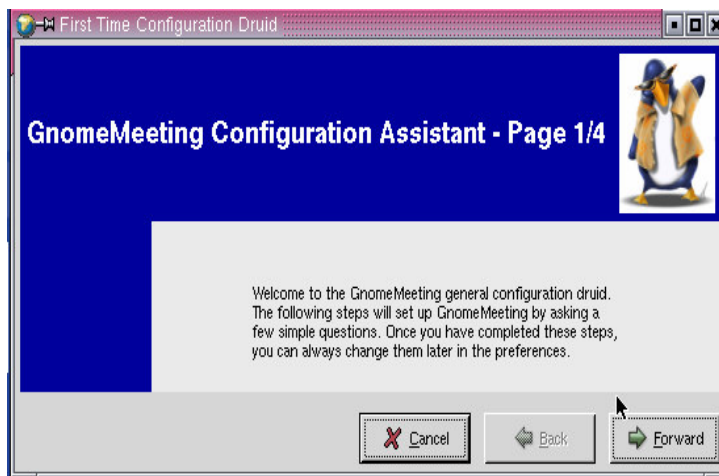 First Time Configuration Druid
GnomeMeeting Configuration Assistant - Page 1/4
Welcome to the GnomeMeeting general configuration druid.
The following steps will set up GnomeMeeting by asking a
few simple questions. Once you have completed these steps,
you can always change them later in the preferences.
Cancel
Back
Forward